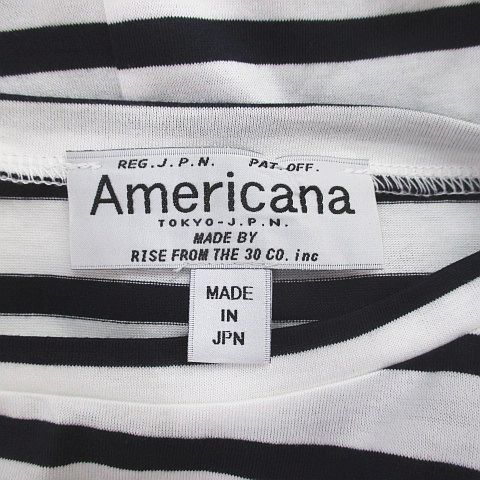 REG.J.P.N. PAT.OFF.
Americana
TOKYO-J.P.N.
MADE BY
RISE FROM THE 30 CO. inc
MADE
IN
JPN